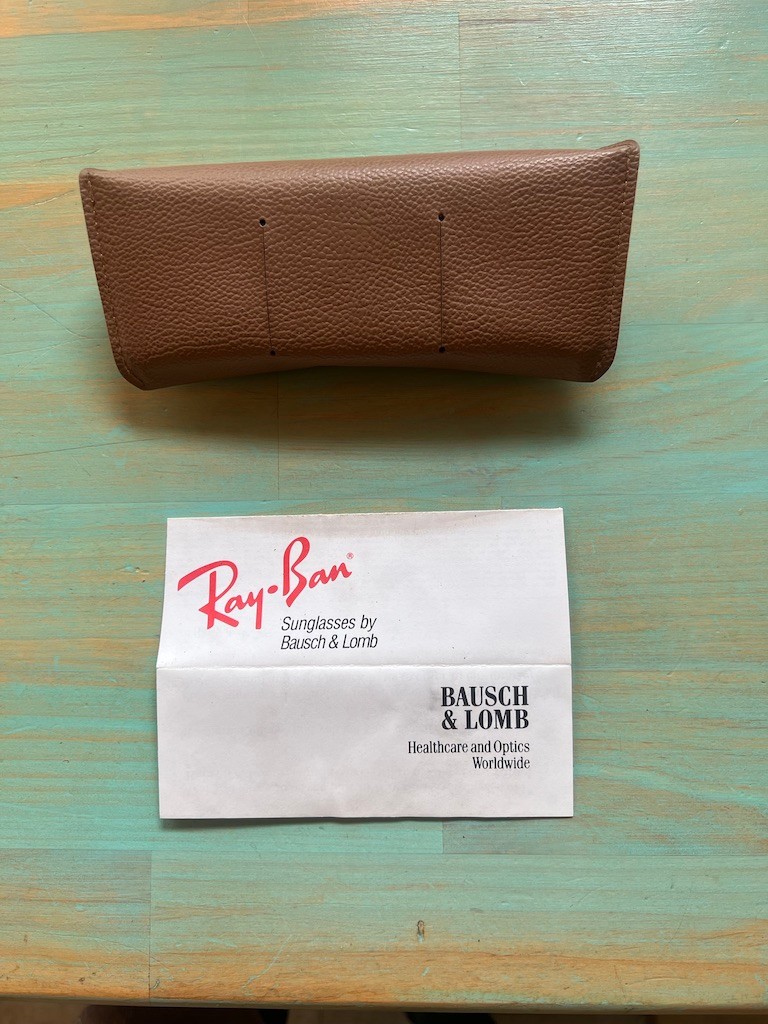 Ray-Ban®
Sunglasses by
Bausch & Lomb
BAUSCH
& LOMB
Healthcare and Optics
Worldwide